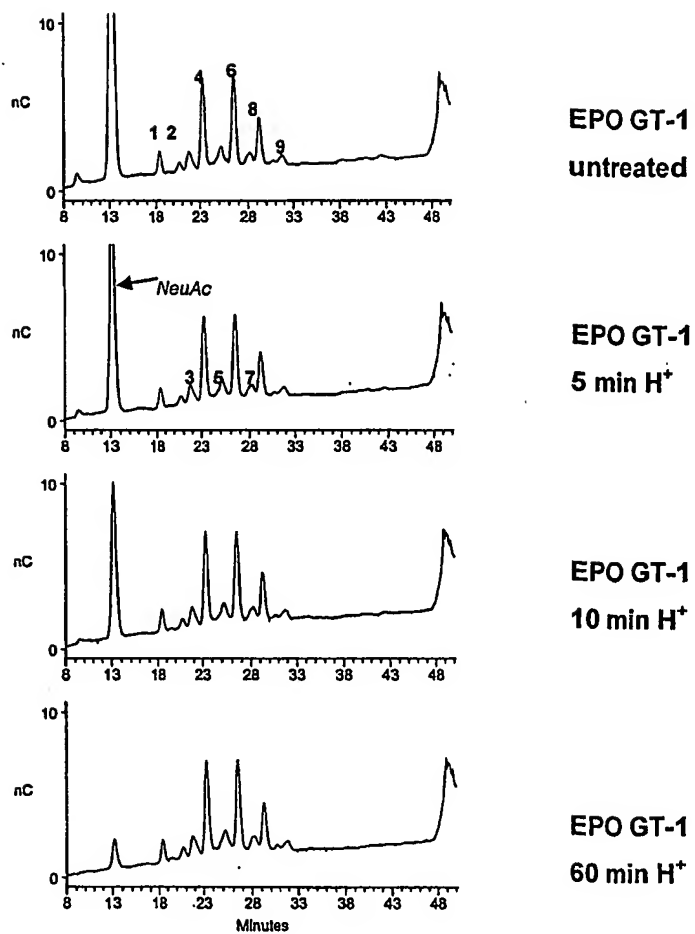 10
nC
0
1 2 4 6 8 9
8 13 18 23 28 33 38 43 48
EPO GT-1
untreated
10
nC
0
NeuAc
3 5 7
8 13 18 23 28 33 38 43 48
EPO GT-1
5 min H⁺
10
nC
0
8 13 18 23 28 33 38 43 48
EPO GT-1
10 min H⁺
10
nC
0
8 13 18 23 28 33 38 43 48
Minutes
EPO GT-1
60 min H⁺